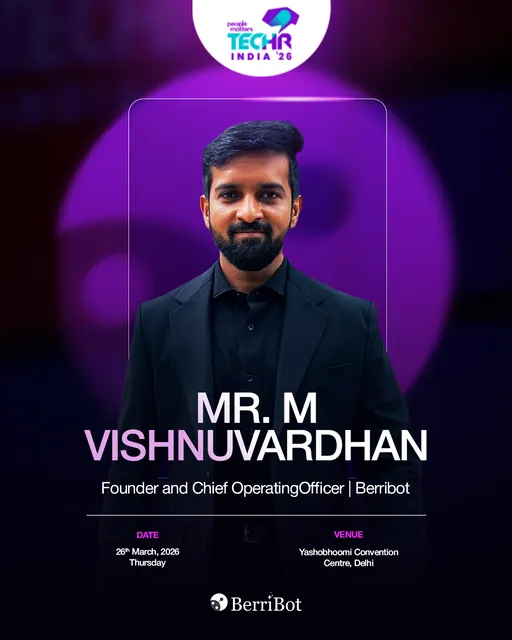 people
matters
TECHR
INDIA '26
MR. M
VISHNUVARDHAN
Founder and Chief OperatingOfficer | Berribot
DATE
26th March, 2026
Thursday
VENUE
Yashobhoomi Convention
Centre, Delhi
BerriBot